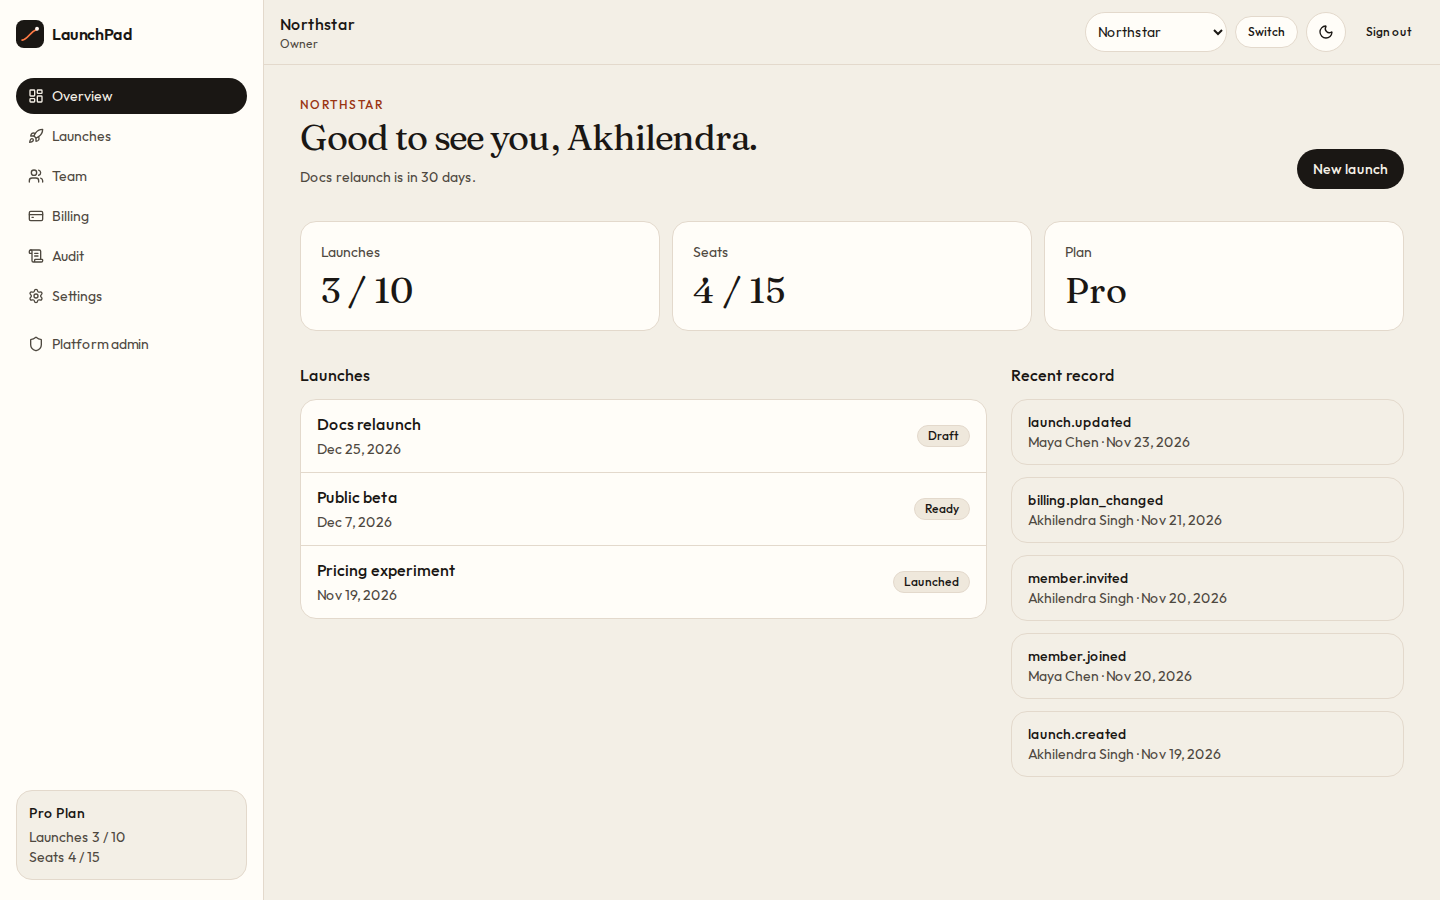 LaunchPad
Overview
Launches
Team
Billing
Audit
Settings
Platform admin
Pro Plan
Launches 3 / 10
Seats 4 / 15
Northstar
Owner
Northstar
Switch
Sign out
NORTHSTAR
Good to see you, Akhilendra.
Docs relaunch is in 30 days.
New launch
Launches
3 / 10
Seats
4 / 15
Plan
Pro
Launches
Docs relaunch
Dec 25, 2026
Draft
Public beta
Dec 7, 2026
Ready
Pricing experiment
Nov 19, 2026
Launched
Recent record
launch.updated
Maya Chen · Nov 23, 2026
billing.plan_changed
Akhilendra Singh · Nov 21, 2026
member.invited
Akhilendra Singh · Nov 20, 2026
member.joined
Maya Chen · Nov 20, 2026
launch.created
Akhilendra Singh · Nov 19, 2026